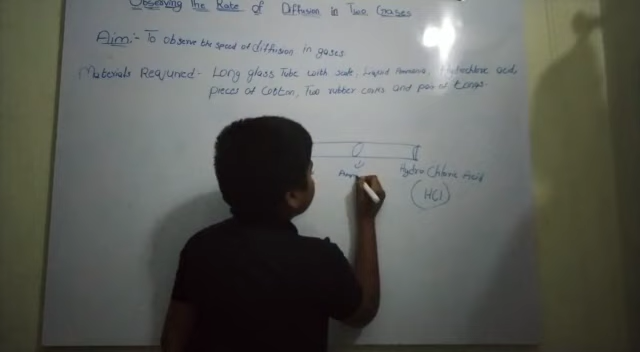 Observing the Rate of Diffusion in Two Gases
Aim:- To observe the speed of diffusion in gases.
Materials Required:- Long glass Tube with scale, Liquid Ammonia, Hydrochloric acid,
pieces of Cotton, Two rubber corks and pair of tongs.
Hydro Chloric Acid
HCl